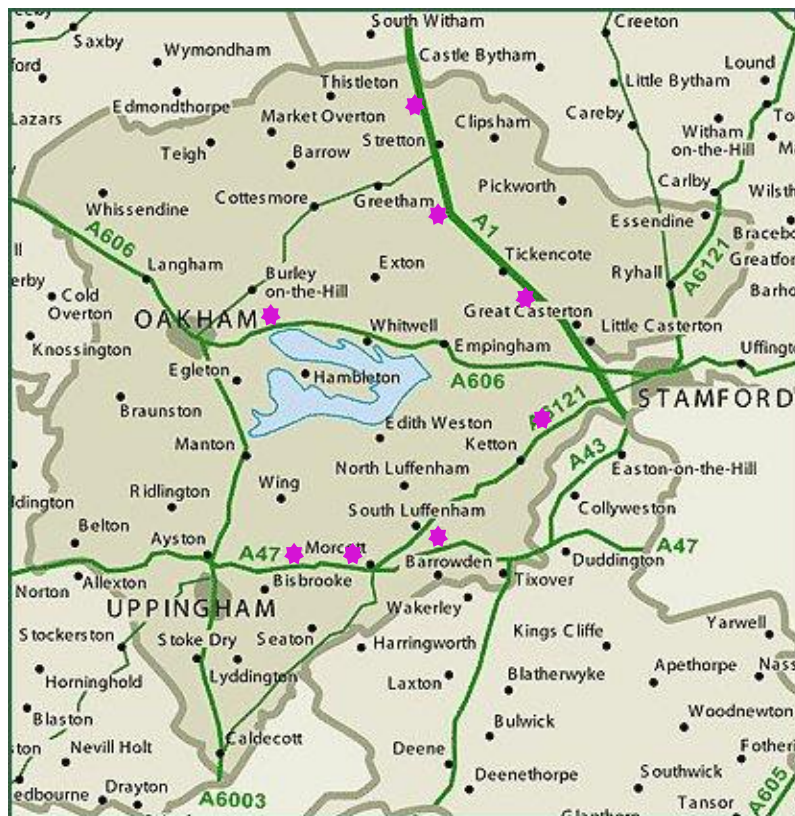 South Witham
Creeton
Saxby
Wymondham
Castle Bytham
Lound
ford
Thistleton
Little Bytham
Edmondthorpe
Market Overton
Careby
Lazars
Clipsham
Witham
on-the-Hill
Stretton
Teigh
Barrow
Pickworth
Carlby
Cottesmore
Greetham
Whissendine
A606
A1
Essendine
A6121
Tickencote
Exton
Langham
Burley
on-the-Hill
Ryhall
Cold
Overton
OAKHAM
Great Casterton
Whitwell
Little Casterton
Knossington
Empingham
Egleton
Hambleton
A606
STAMFORD
Braunston
A6121
Edith Weston
Manton
Ketton
A43
North Luffenham
Easton-on-the-Hill
Wing
Ridlington
South Luffenham
Collyweston
Belton
Ayston
A47
Morcott
A47
Barrowden
Duddington
Norton
Allexton
Bisbrooke
Tixover
UPPINGHAM
Wakerley
Stockerston
Stoke Dry
Seaton
Harringworth
Kings Cliffe
Yarwell
Lyddington
Apethorpe
Horninghold
Laxton
Blatherwyke
Blaston
Bulwick
Woodnewton
Caldecott
Nevill Holt
Deene
Deenethorpe
Southwick
Drayton
A6003
A605
Tansor